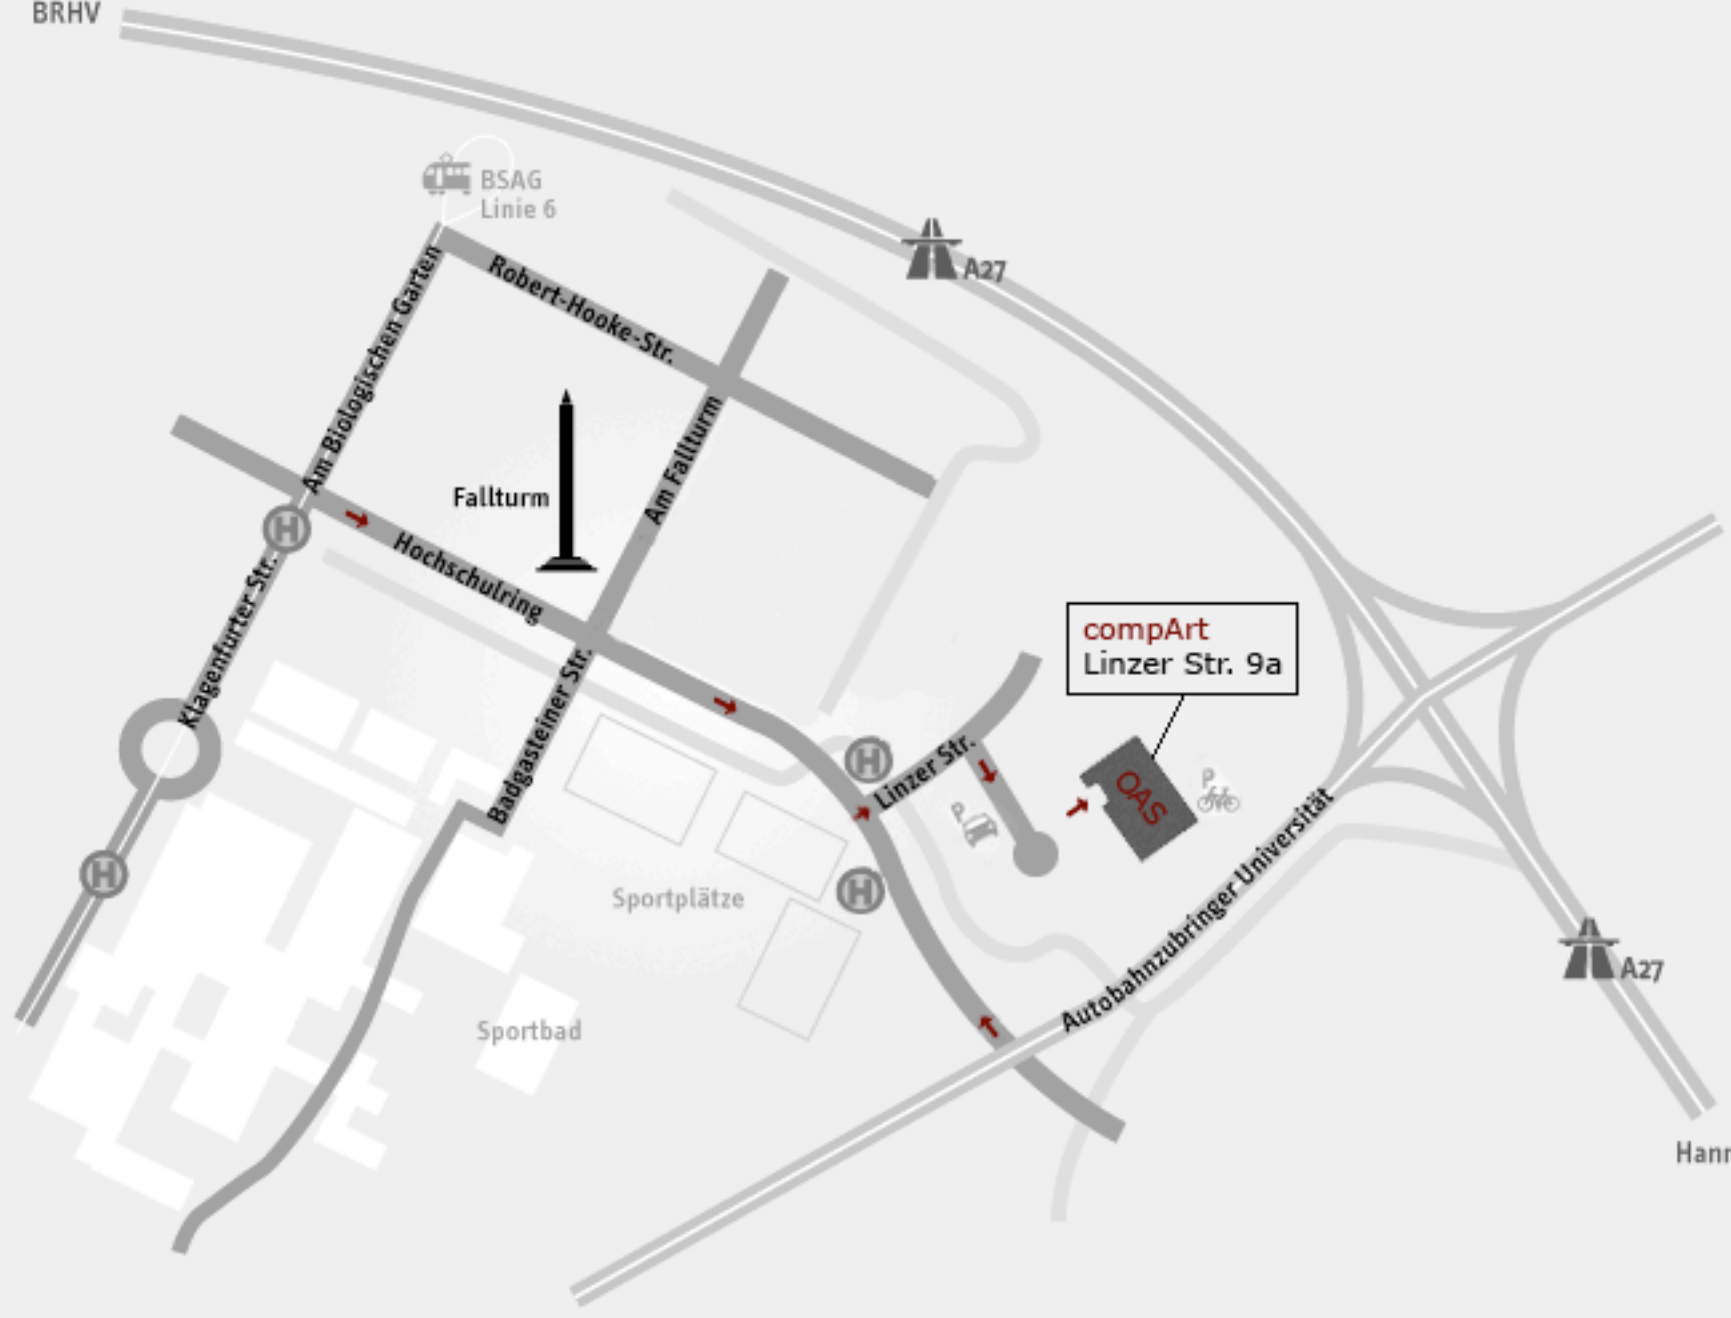 BRHV
BSAG
Linie 6
A27
Robert-Hooke-Str.
Am Biologischen Garten
Am Fallturm
Fallturm
H
Hochschulring
Klagenfurter Str.
compArt
Linzer Str. 9a
Badgasteiner Str.
H
Linzer Str.
OAS
P
P
H
H
Sportplätze
Autobahnzubringer Universität
A27
Sportbad
Hann